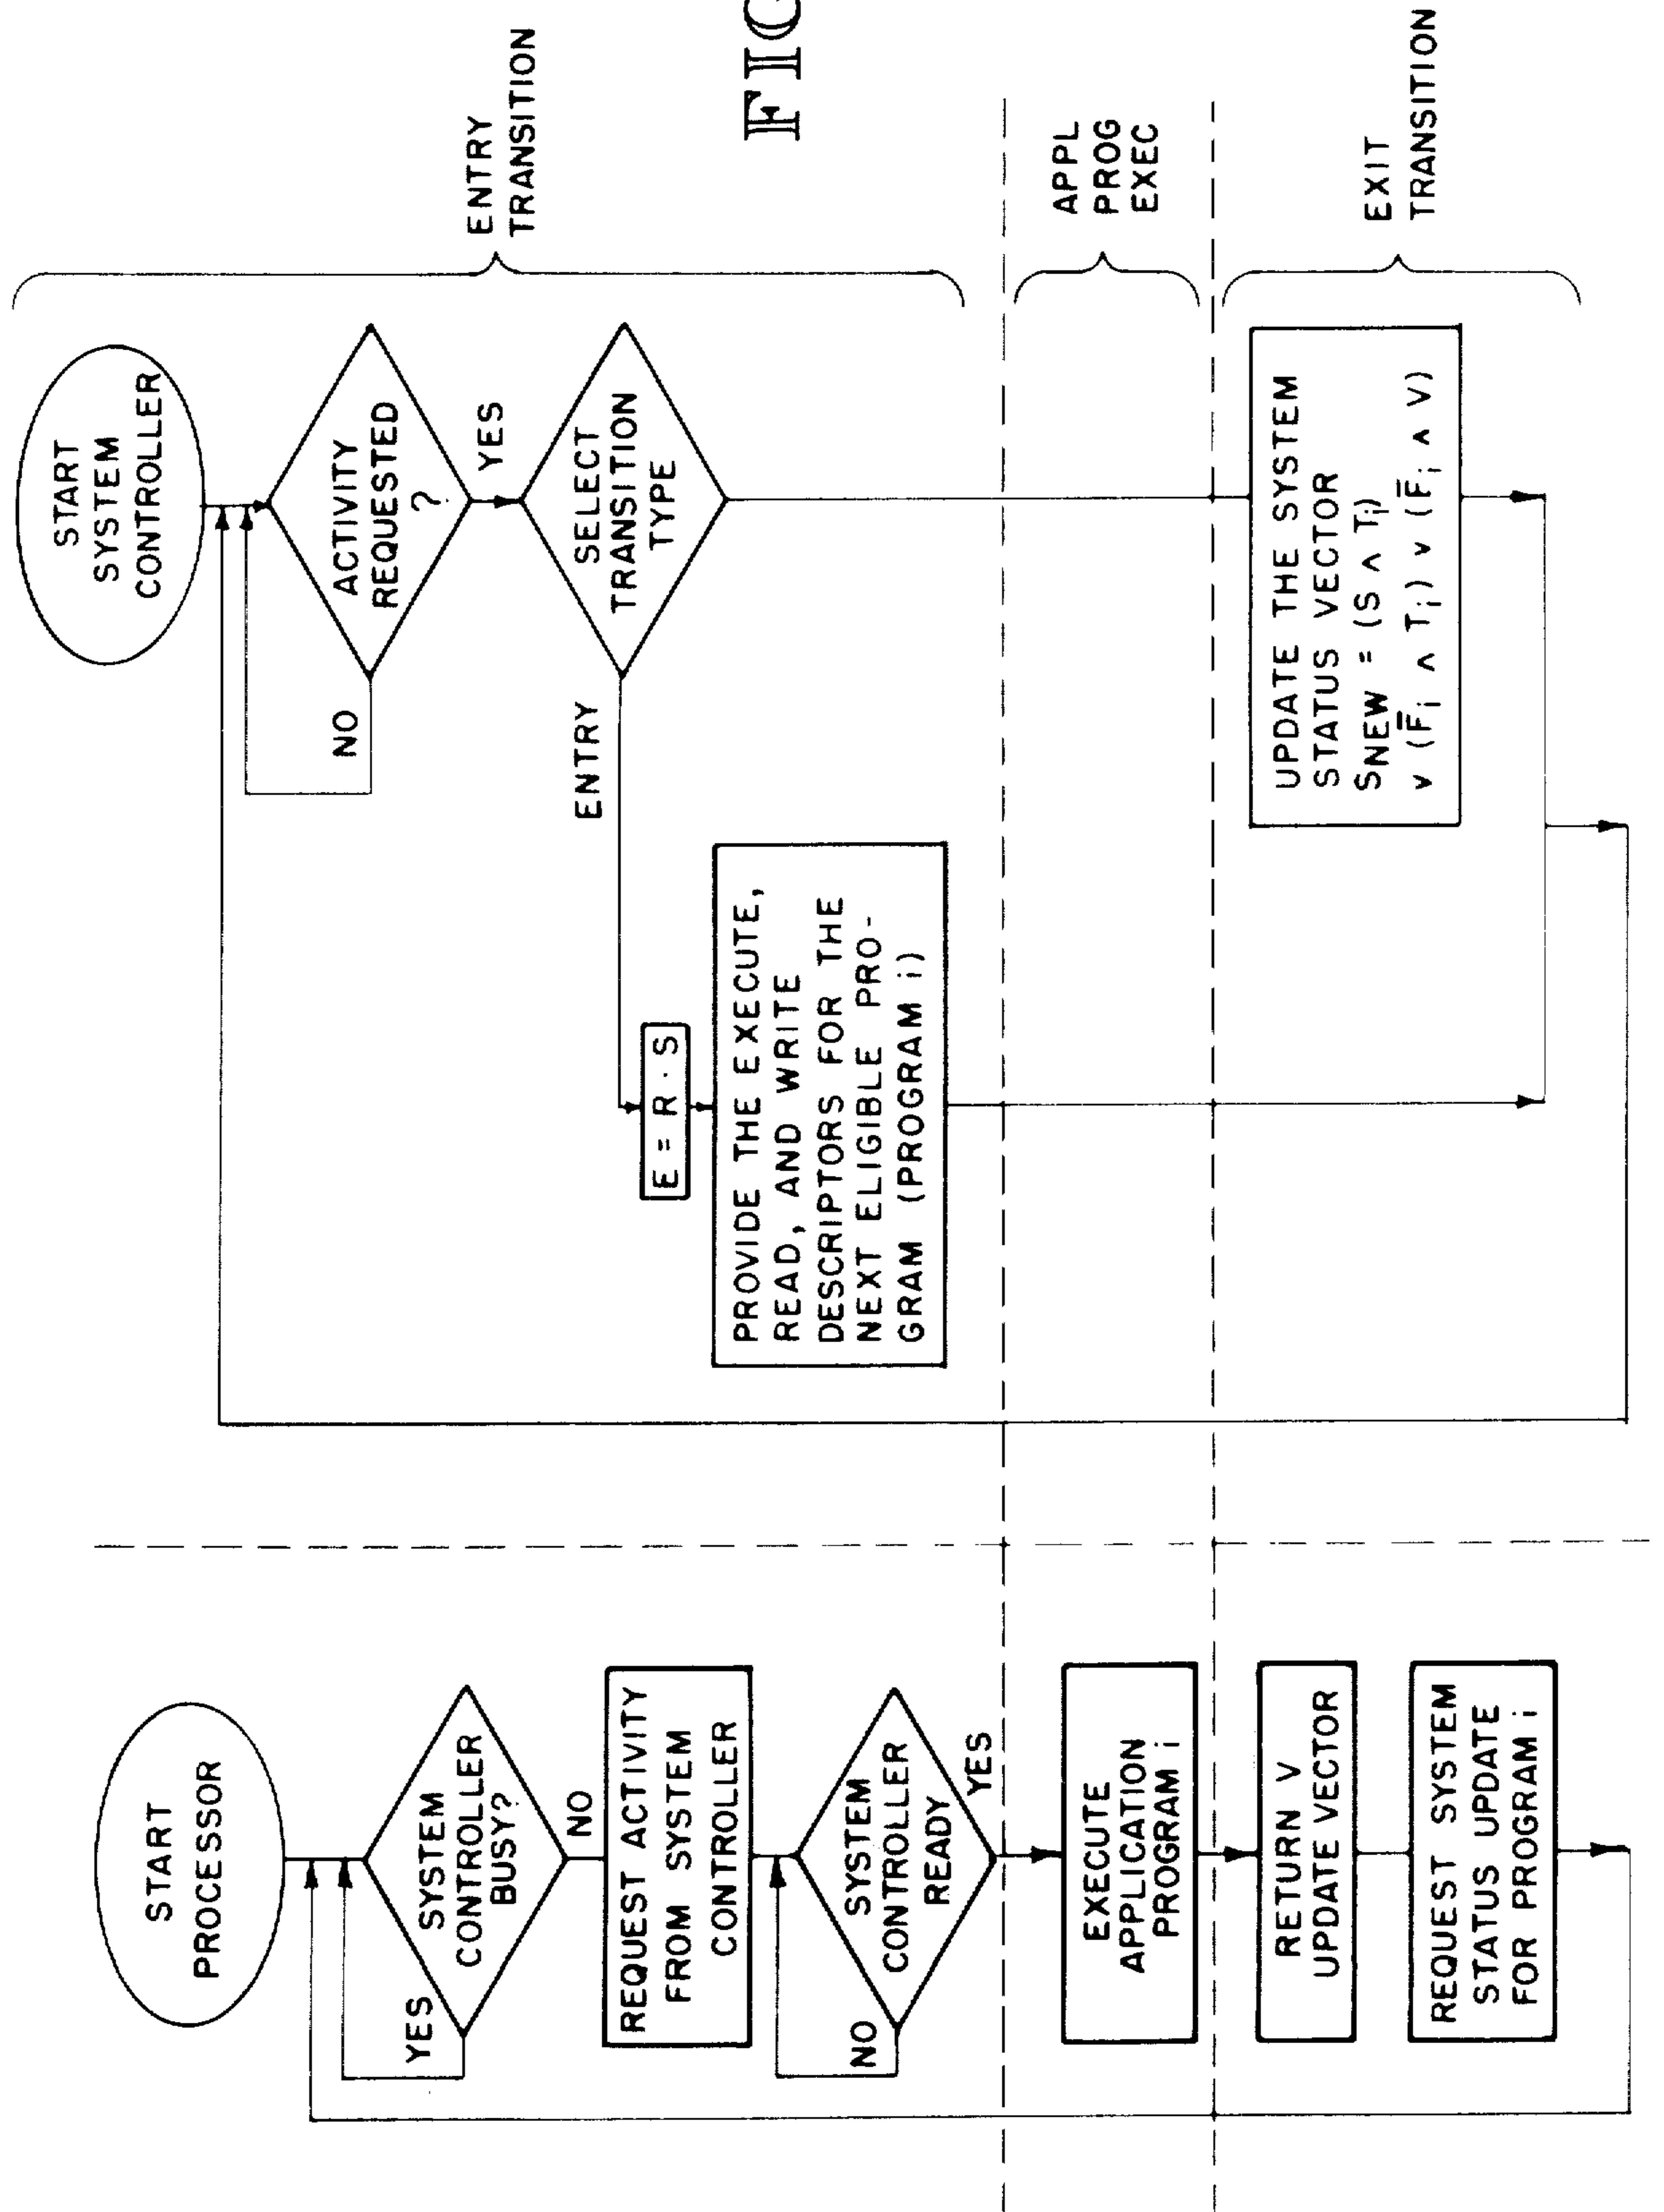 START
PROCESSOR
SYSTEM
CONTROLLER
BUSY?
YES
NO
REQUEST ACTIVITY
FROM SYSTEM
CONTROLLER
SYSTEM
CONTROLLER
READY
NO
YES
EXECUTE
APPLICATION
PROGRAM i
RETURN V
UPDATE VECTOR
REQUEST SYSTEM
STATUS UPDATE
FOR PROGRAM i
START
SYSTEM
CONTROLLER
ACTIVITY
REQUESTED
?
NO
YES
SELECT
TRANSITION
TYPE
ENTRY
E = R · S
PROVIDE THE EXECUTE,
READ, AND WRITE
DESCRIPTORS FOR THE
NEXT ELIGIBLE PRO-
GRAM (PROGRAM i)
UPDATE THE SYSTEM
STATUS VECTOR
SNEW = (S ∧ Ti)
∨ (F̅i ∧ Ti) ∨ (F̅i ∧ V)
ENTRY
TRANSITION
APPL
PROG
EXEC
EXIT
TRANSITION
FIG